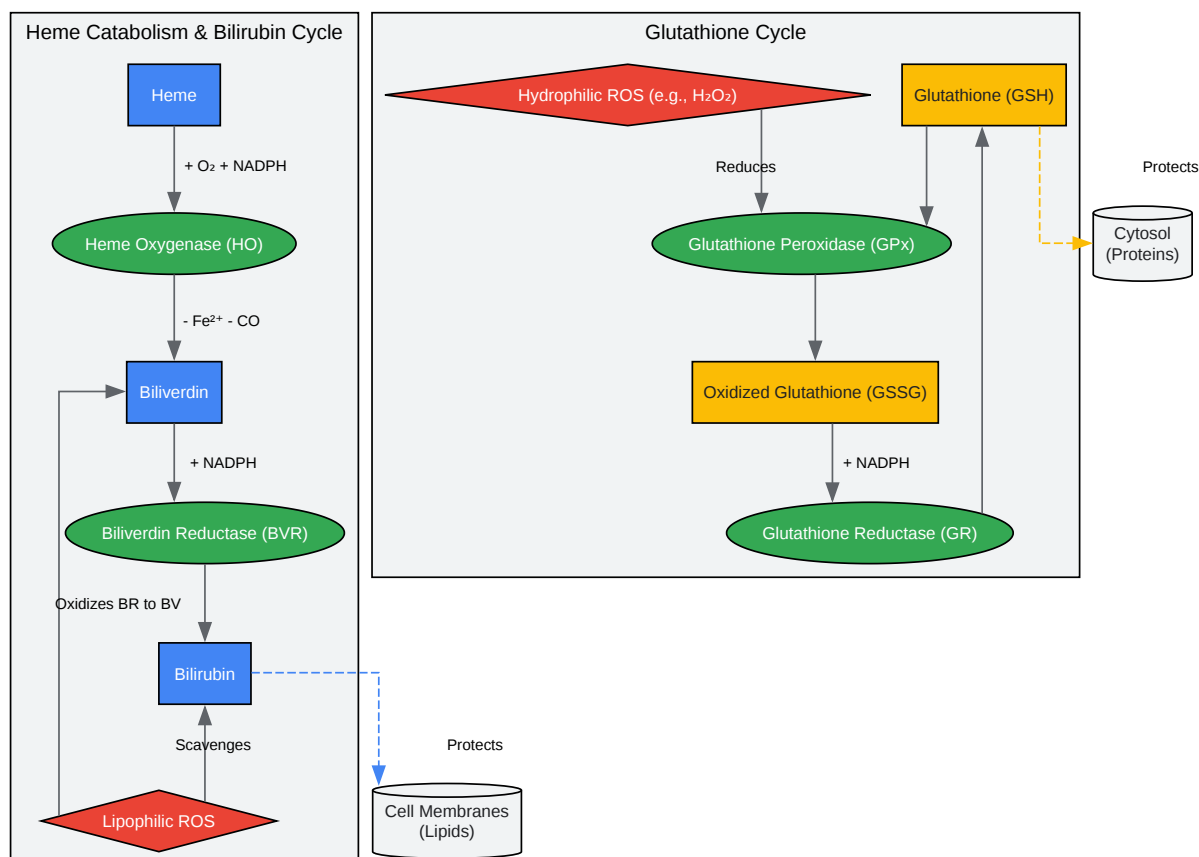 Heme Catabolism & Bilirubin Cycle
Heme
+ O₂ + NADPH
Heme Oxygenase (HO)
- Fe²⁺ - CO
Biliverdin
+ NADPH
Biliverdin Reductase (BVR)
Oxidizes BR to BV
Bilirubin
Scavenges
Lipophilic ROS
Protects
Cell Membranes
(Lipids)
Glutathione Cycle
Hydrophilic ROS (e.g., H₂O₂)
Glutathione (GSH)
Reduces
Glutathione Peroxidase (GPx)
Oxidized Glutathione (GSSG)
+ NADPH
Glutathione Reductase (GR)
Protects
Cytosol
(Proteins)